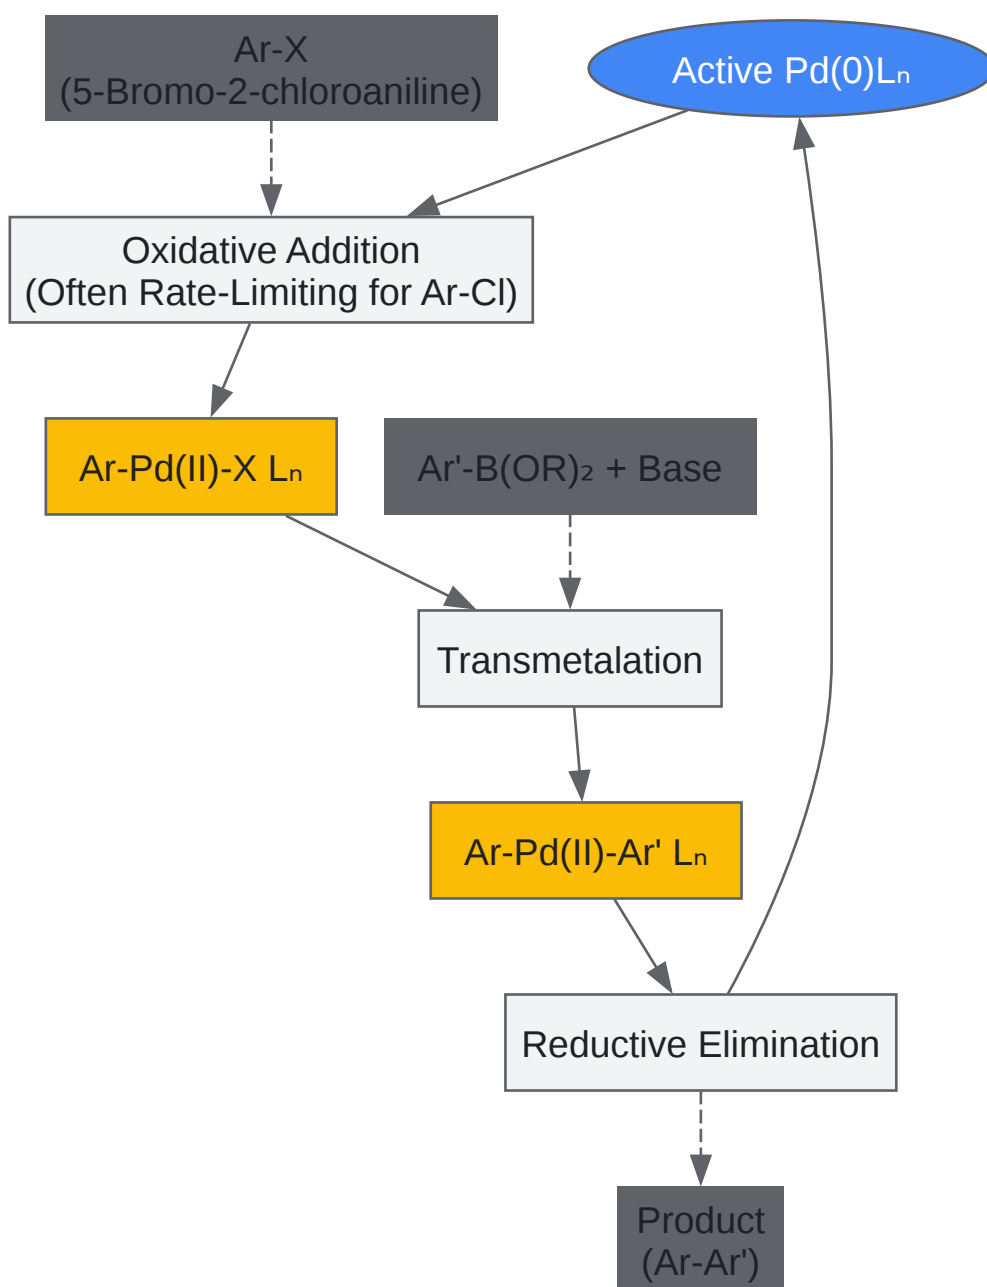 Ar-X
(5-Bromo-2-chloroaniline)
Active Pd(0)Lₙ
Oxidative Addition
(Often Rate-Limiting for Ar-Cl)
Ar-Pd(II)-X Lₙ
Ar'-B(OR)₂ + Base
Transmetalation
Ar-Pd(II)-Ar' Lₙ
Reductive Elimination
Product
(Ar-Ar')